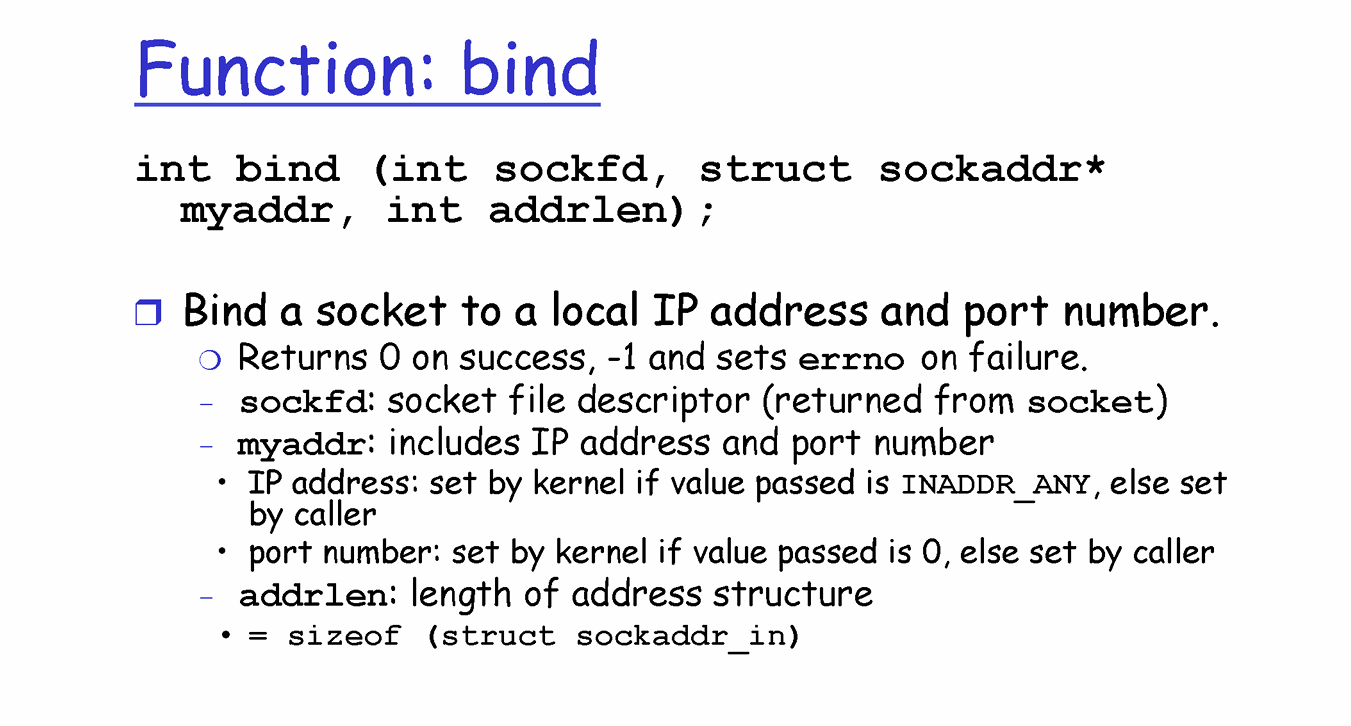 Function: bind
int bind (int sockfd, struct sockaddr*
myaddr, int addrlen);
❒ Bind a socket to a local IP address and port number.
❍ Returns 0 on success, -1 and sets errno on failure.
– sockfd: socket file descriptor (returned from socket)
– myaddr: includes IP address and port number
• IP address: set by kernel if value passed is INADDR_ANY, else set
by caller
• port number: set by kernel if value passed is 0, else set by caller
– addrlen: length of address structure
• = sizeof (struct sockaddr_in)